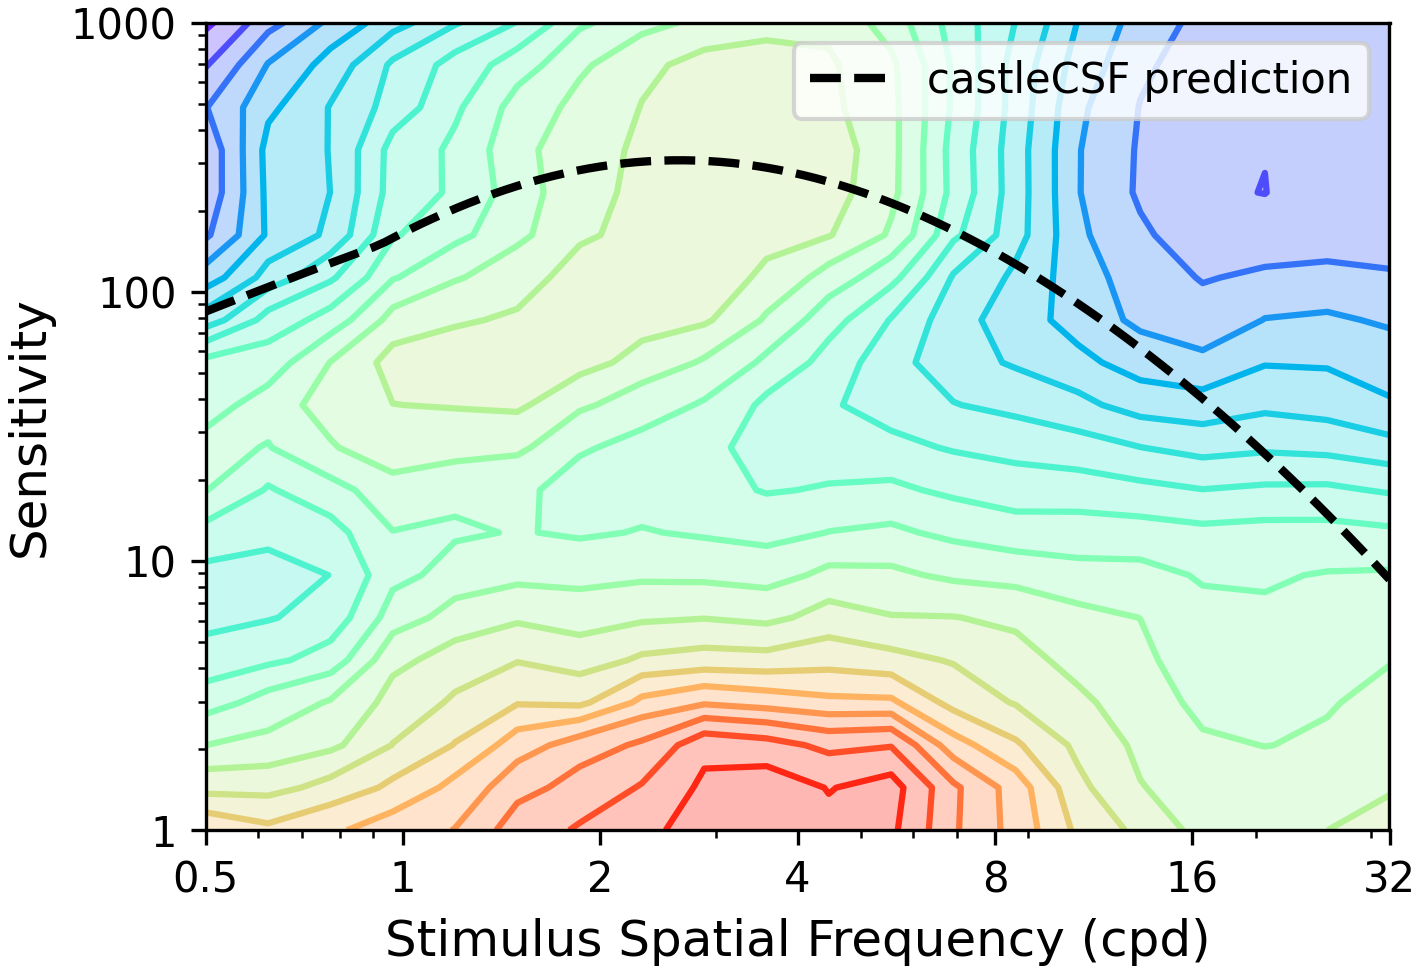 1000
100
10
1
Sensitivity
castleCSF prediction
0.5 1 2 4 8 16 32
Stimulus Spatial Frequency (cpd)